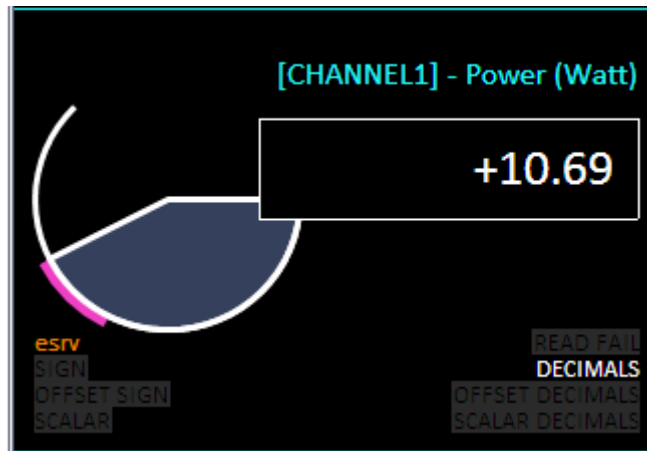 [CHANNEL1] - Power (Watt)
+10.69
esrv
READ FAIL
SIGN
DECIMALS
OFFSET SIGN
OFFSET DECIMALS
SCALAR
SCALAR DECIMALS